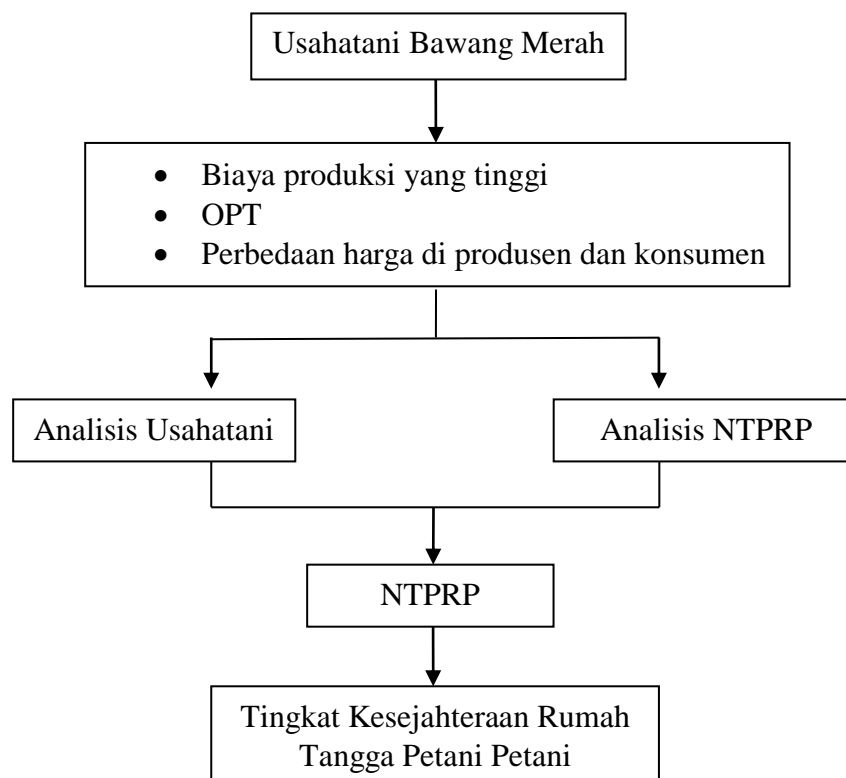 Usahatani Bawang Merah
• Biaya produksi yang tinggi
• OPT
• Perbedaan harga di produsen dan konsumen
Analisis Usahatani
Analisis NTPRP
NTPRP
Tingkat Kesejahteraan Rumah
Tangga Petani Petani